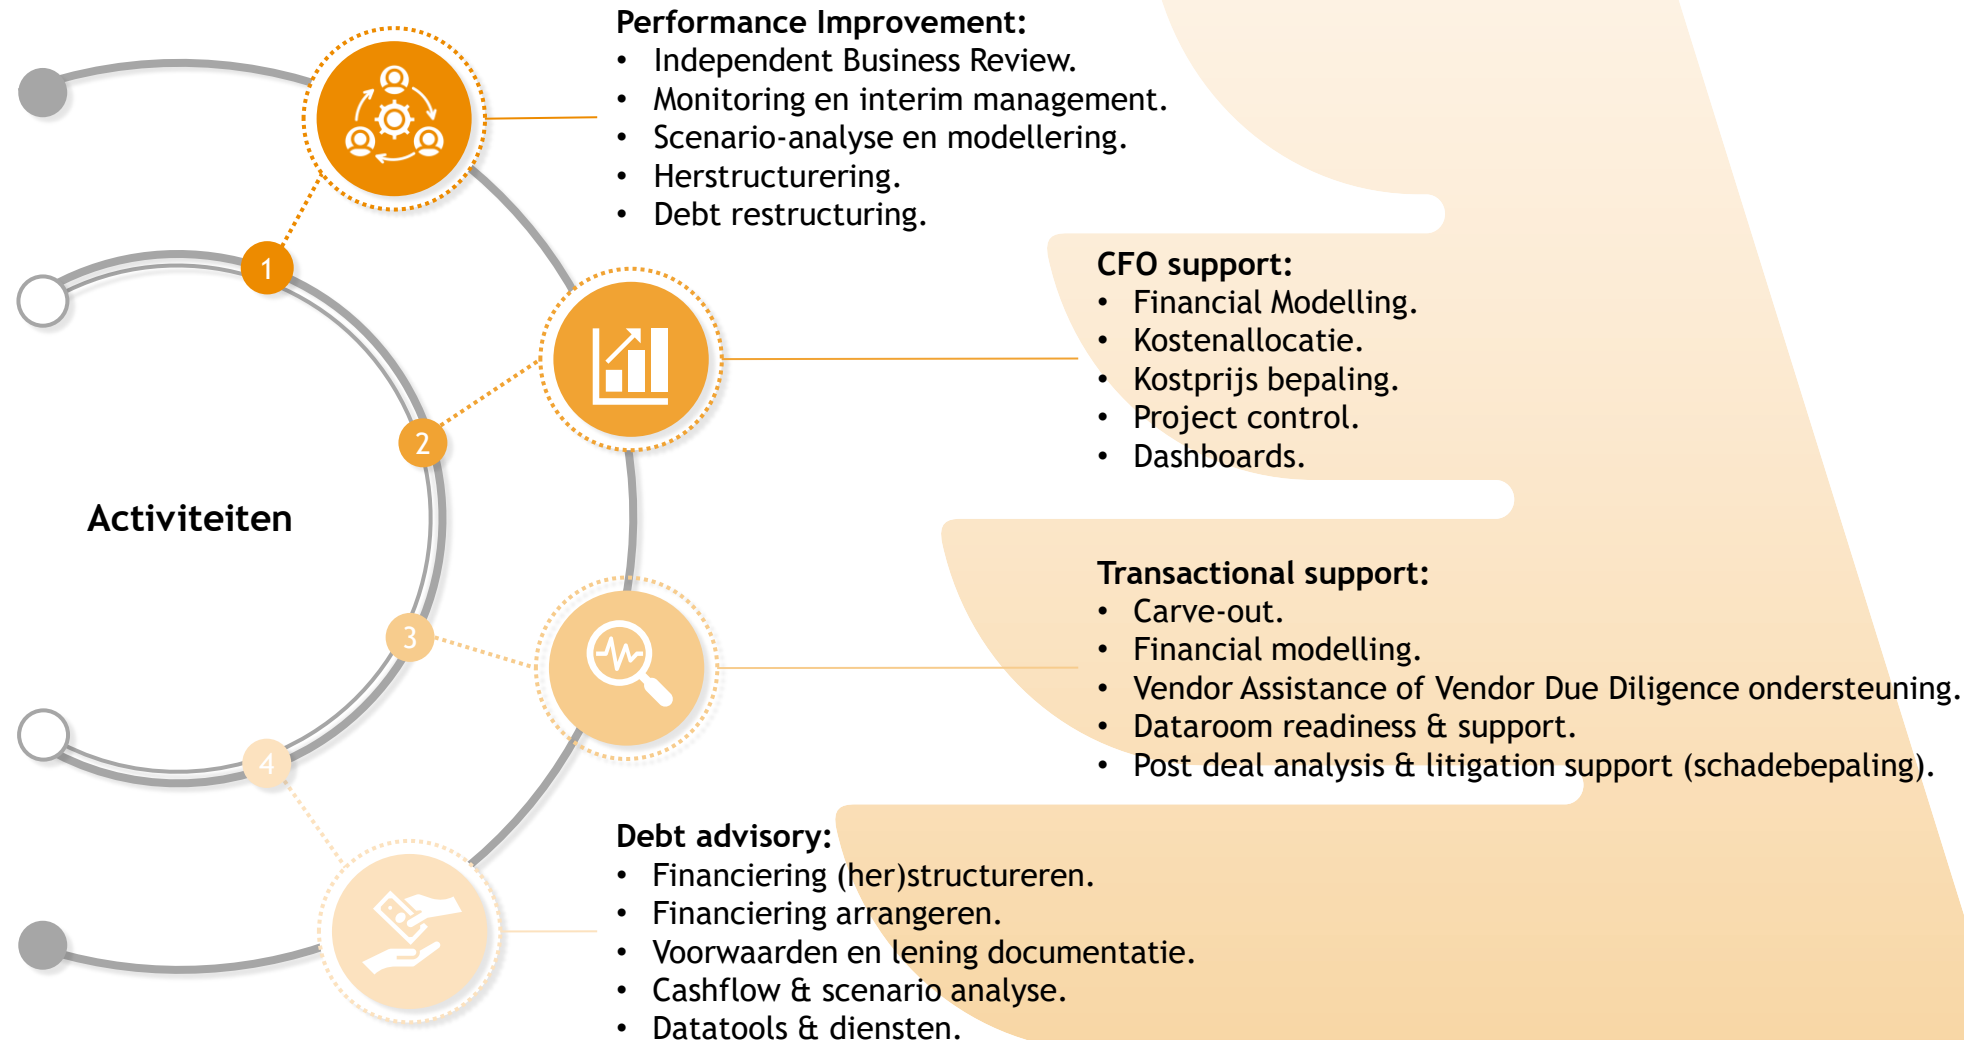 Performance Improvement:
• Independent Business Review.
• Monitoring en interim management.
• Scenario-analyse en modellering.
• Herstructurering.
• Debt restructuring.
1
CFO support:
• Financial Modelling.
• Kostenallocatie.
• Kostprijs bepaling.
• Project control.
• Dashboards.
2
Activiteiten
Transactional support:
• Carve-out.
• Financial modelling.
• Vendor Assistance of Vendor Due Diligence ondersteuning.
• Dataroom readiness & support.
• Post deal analysis & litigation support (schadebepaling).
3
4
Debt advisory:
• Financiering (her)structureren.
• Financiering arrangeren.
• Voorwaarden en lening documentatie.
• Cashflow & scenario analyse.
• Datatools & diensten.